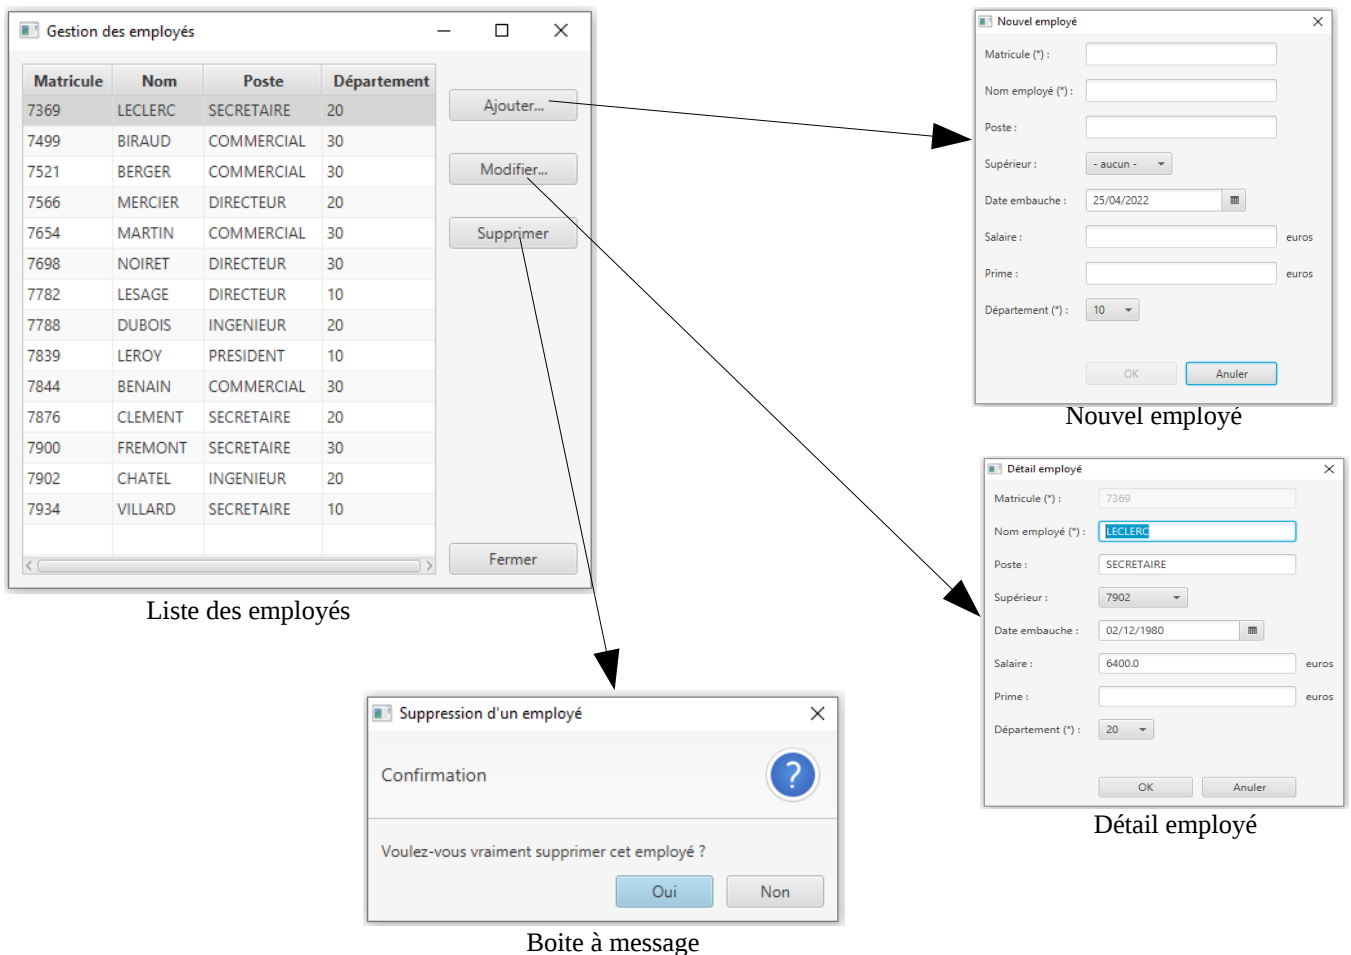 Gestion des employés
Matricule Nom Poste Département
7369 LECLERC SECRETAIRE 20
7499 BIRAUD COMMERCIAL 30
7521 BERGER COMMERCIAL 30
7566 MERCIER DIRECTEUR 20
7654 MARTIN COMMERCIAL 30
7698 NOIRET DIRECTEUR 30
7782 LESAGE DIRECTEUR 10
7788 DUBOIS INGENIEUR 20
7839 LEROY PRESIDENT 10
7844 BENAIN COMMERCIAL 30
7876 CLEMENT SECRETAIRE 20
7900 FREMONT SECRETAIRE 30
7902 CHATEL INGENIEUR 20
7934 VILLARD SECRETAIRE 10
Ajouter...
Modifier...
Supprimer
Fermer
Liste des employés
Nouvel employé
Matricule (*) :
Nom employé (*) :
Poste :
Supérieur : - aucun -
Date embauche : 25/04/2022
Salaire : euros
Prime : euros
Département (*) : 10
OK Anuler
Nouvel employé
Détail employé
Matricule (*) : 7369
Nom employé (*) : LECLERC
Poste : SECRETAIRE
Supérieur : 7902
Date embauche : 02/12/1980
Salaire : 6400.0 euros
Prime : euros
Département (*) : 20
OK Anuler
Détail employé
Suppression d'un employé
Confirmation
?
Voulez-vous vraiment supprimer cet employé ?
Oui Non
Boite à message